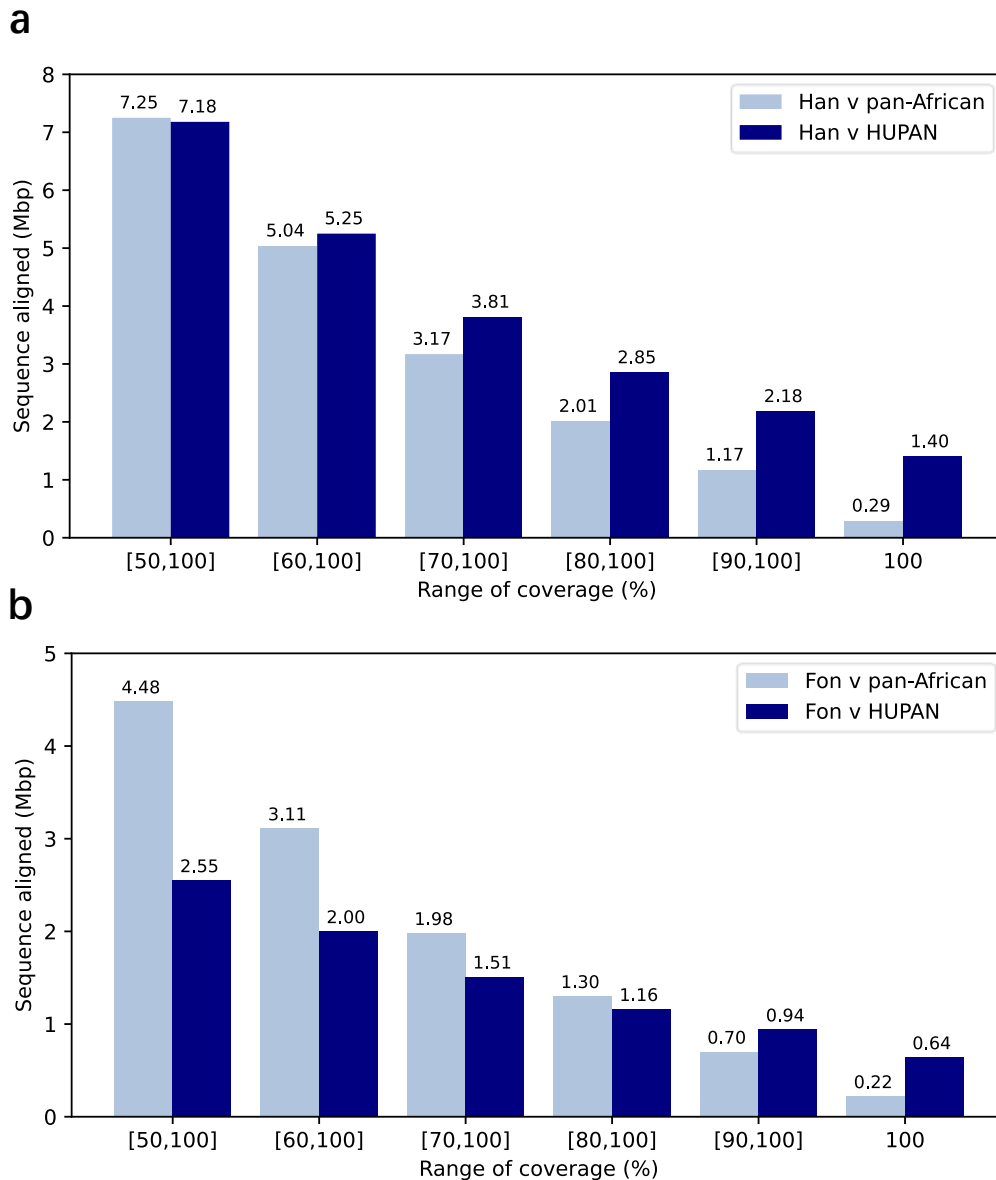 a
Sequence aligned (Mbp)
8
7
6
5
4
3
2
1
0
Han v pan-African
Han v HUPAN
7.25 7.18
5.04 5.25
3.17 3.81
2.01 2.85
1.17 2.18
0.29 1.40
[50,100] [60,100] [70,100] [80,100] [90,100] 100
Range of coverage (%)
b
Sequence aligned (Mbp)
5
4
3
2
1
0
Fon v pan-African
Fon v HUPAN
4.48 2.55
3.11 2.00
1.98 1.51
1.30 1.16
0.70 0.94
0.22 0.64
[50,100] [60,100] [70,100] [80,100] [90,100] 100
Range of coverage (%)